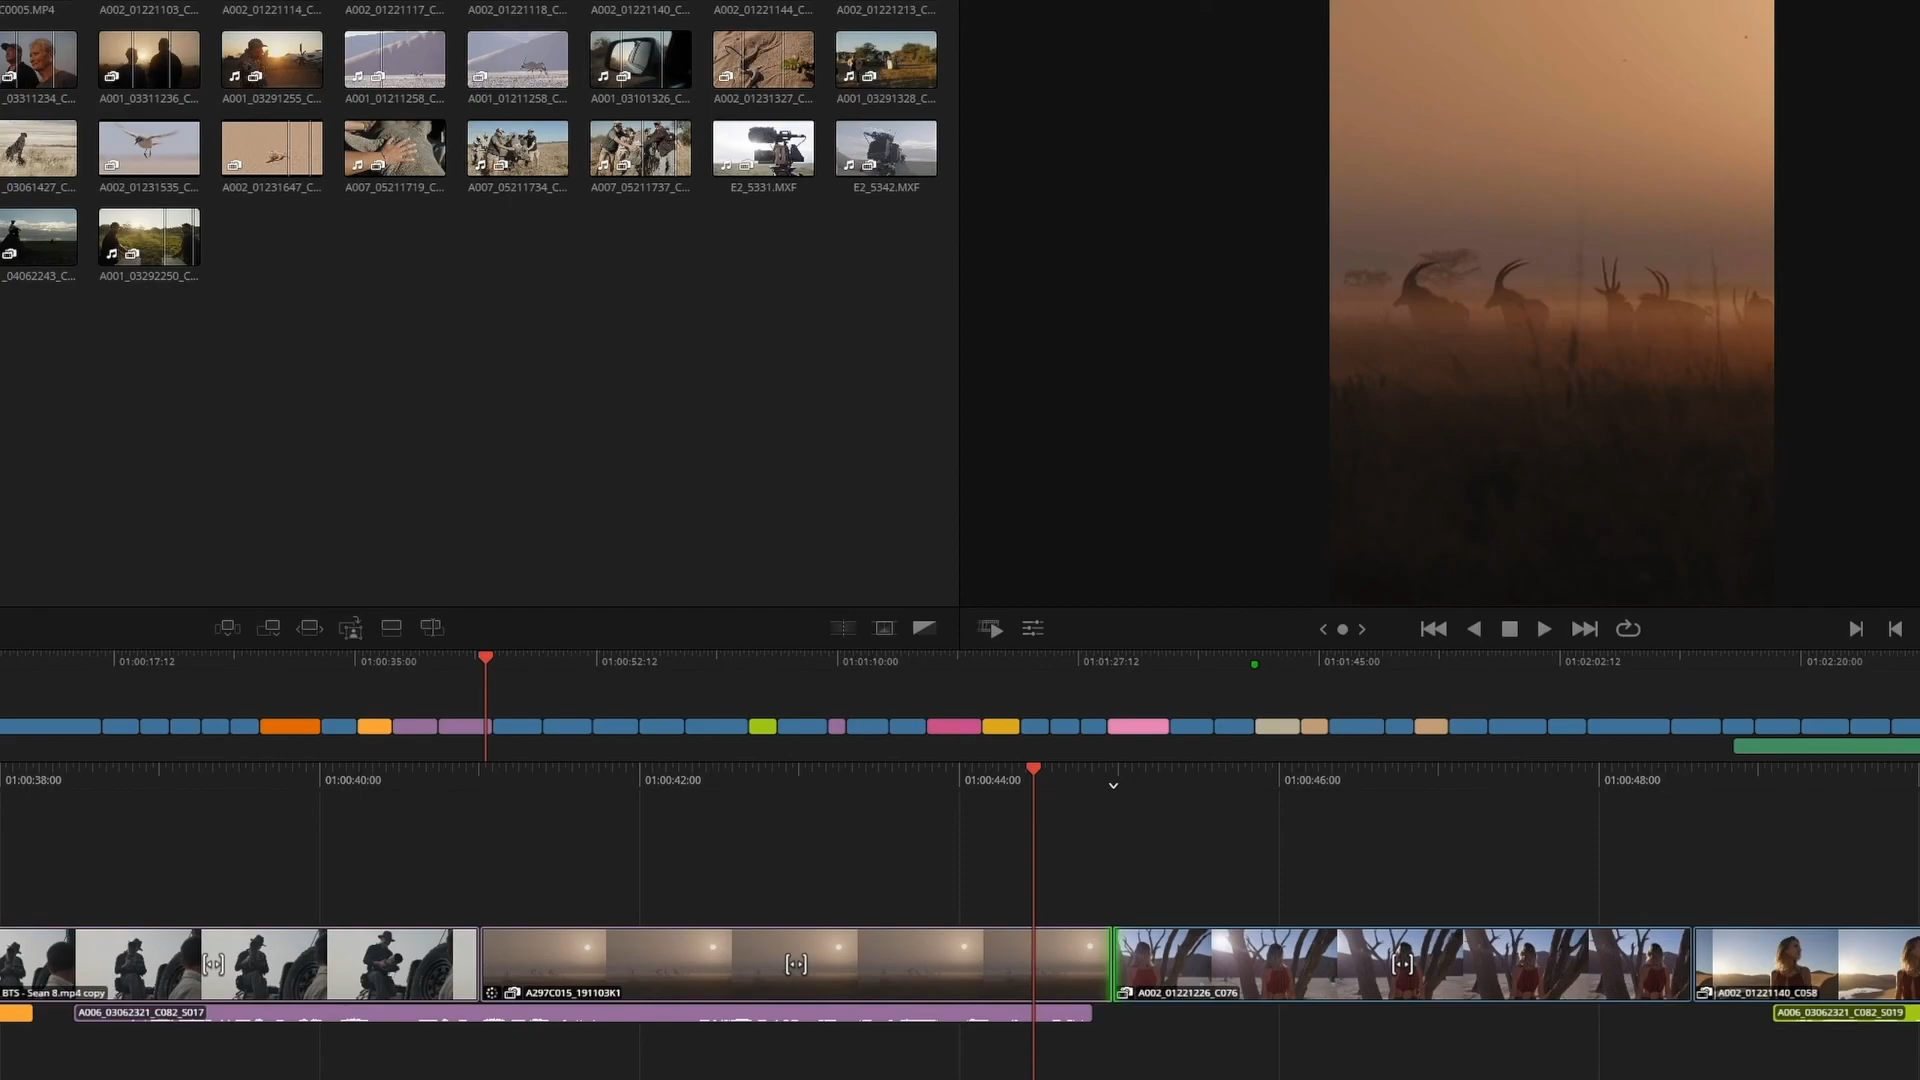 C0005.MP4 A002_01221103_C... A002_01221114_C... A002_01221117_C... A002_01221118_C... A002_01221140_C... A002_01221144_C... A002_01221213_C...
_03311234_C... A001_03311236_C... A001_03291255_C... A001_01211258_C... A001_01211258_C... A001_03101326_C... A002_01231327_C... A001_03291328_C...
_03061427_C... A002_01231535_C... A002_01231647_C... A007_05211719_C... A007_05211734_C... A007_05211737_C... E2_5331.MXF E2_5342.MXF
_04062243_C... A001_03292250_C...
01:00:17:12 01:00:35:00 01:00:52:12 01:01:10:00 01:01:27:12 01:01:45:00 01:02:02:12 01:02:20:00
01:00:38:00 01:00:40:00 01:00:42:00 01:00:44:00 01:00:46:00 01:00:48:00
BTS - Sean 8.mp4 copy A297C015_191103K1 A002_01221226_C076 A002_01221140_C058
A006_03062321_C082_S017 A006_03062321_C082_S019